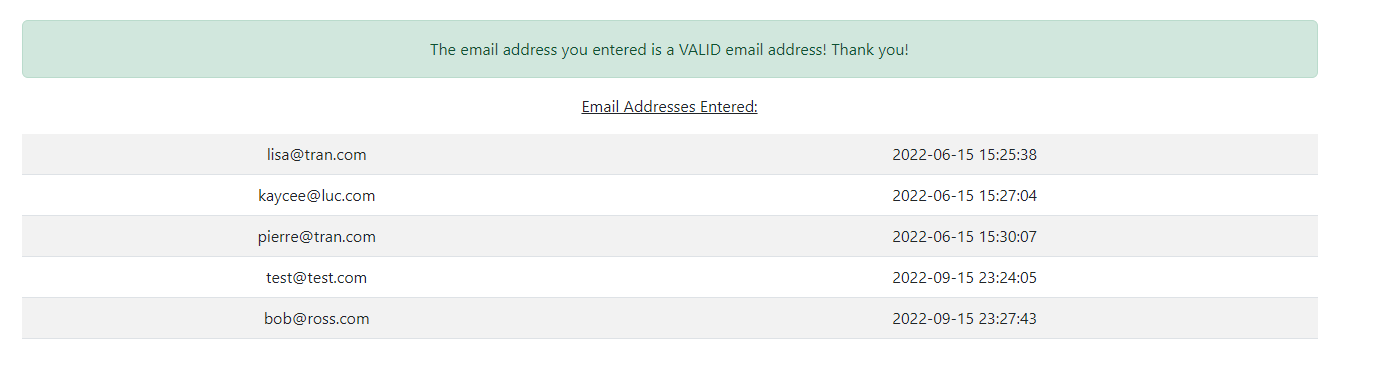 The email address you entered is a VALID email address! Thank you!
Email Addresses Entered:
lisa@tran.com 2022-06-15 15:25:38
kaycee@luc.com 2022-06-15 15:27:04
pierre@tran.com 2022-06-15 15:30:07
test@test.com 2022-09-15 23:24:05
bob@ross.com 2022-09-15 23:27:43